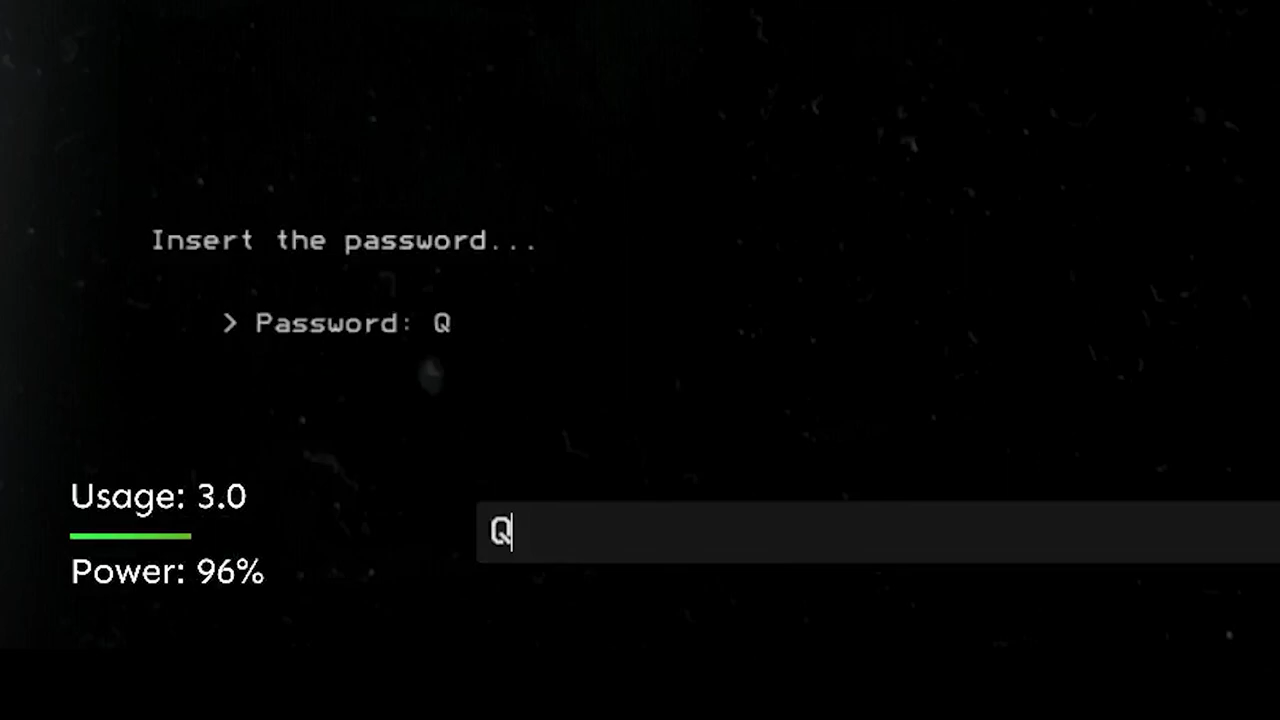 Insert the password...
> Password: Q
Usage: 3.0
Q
Power: 96%